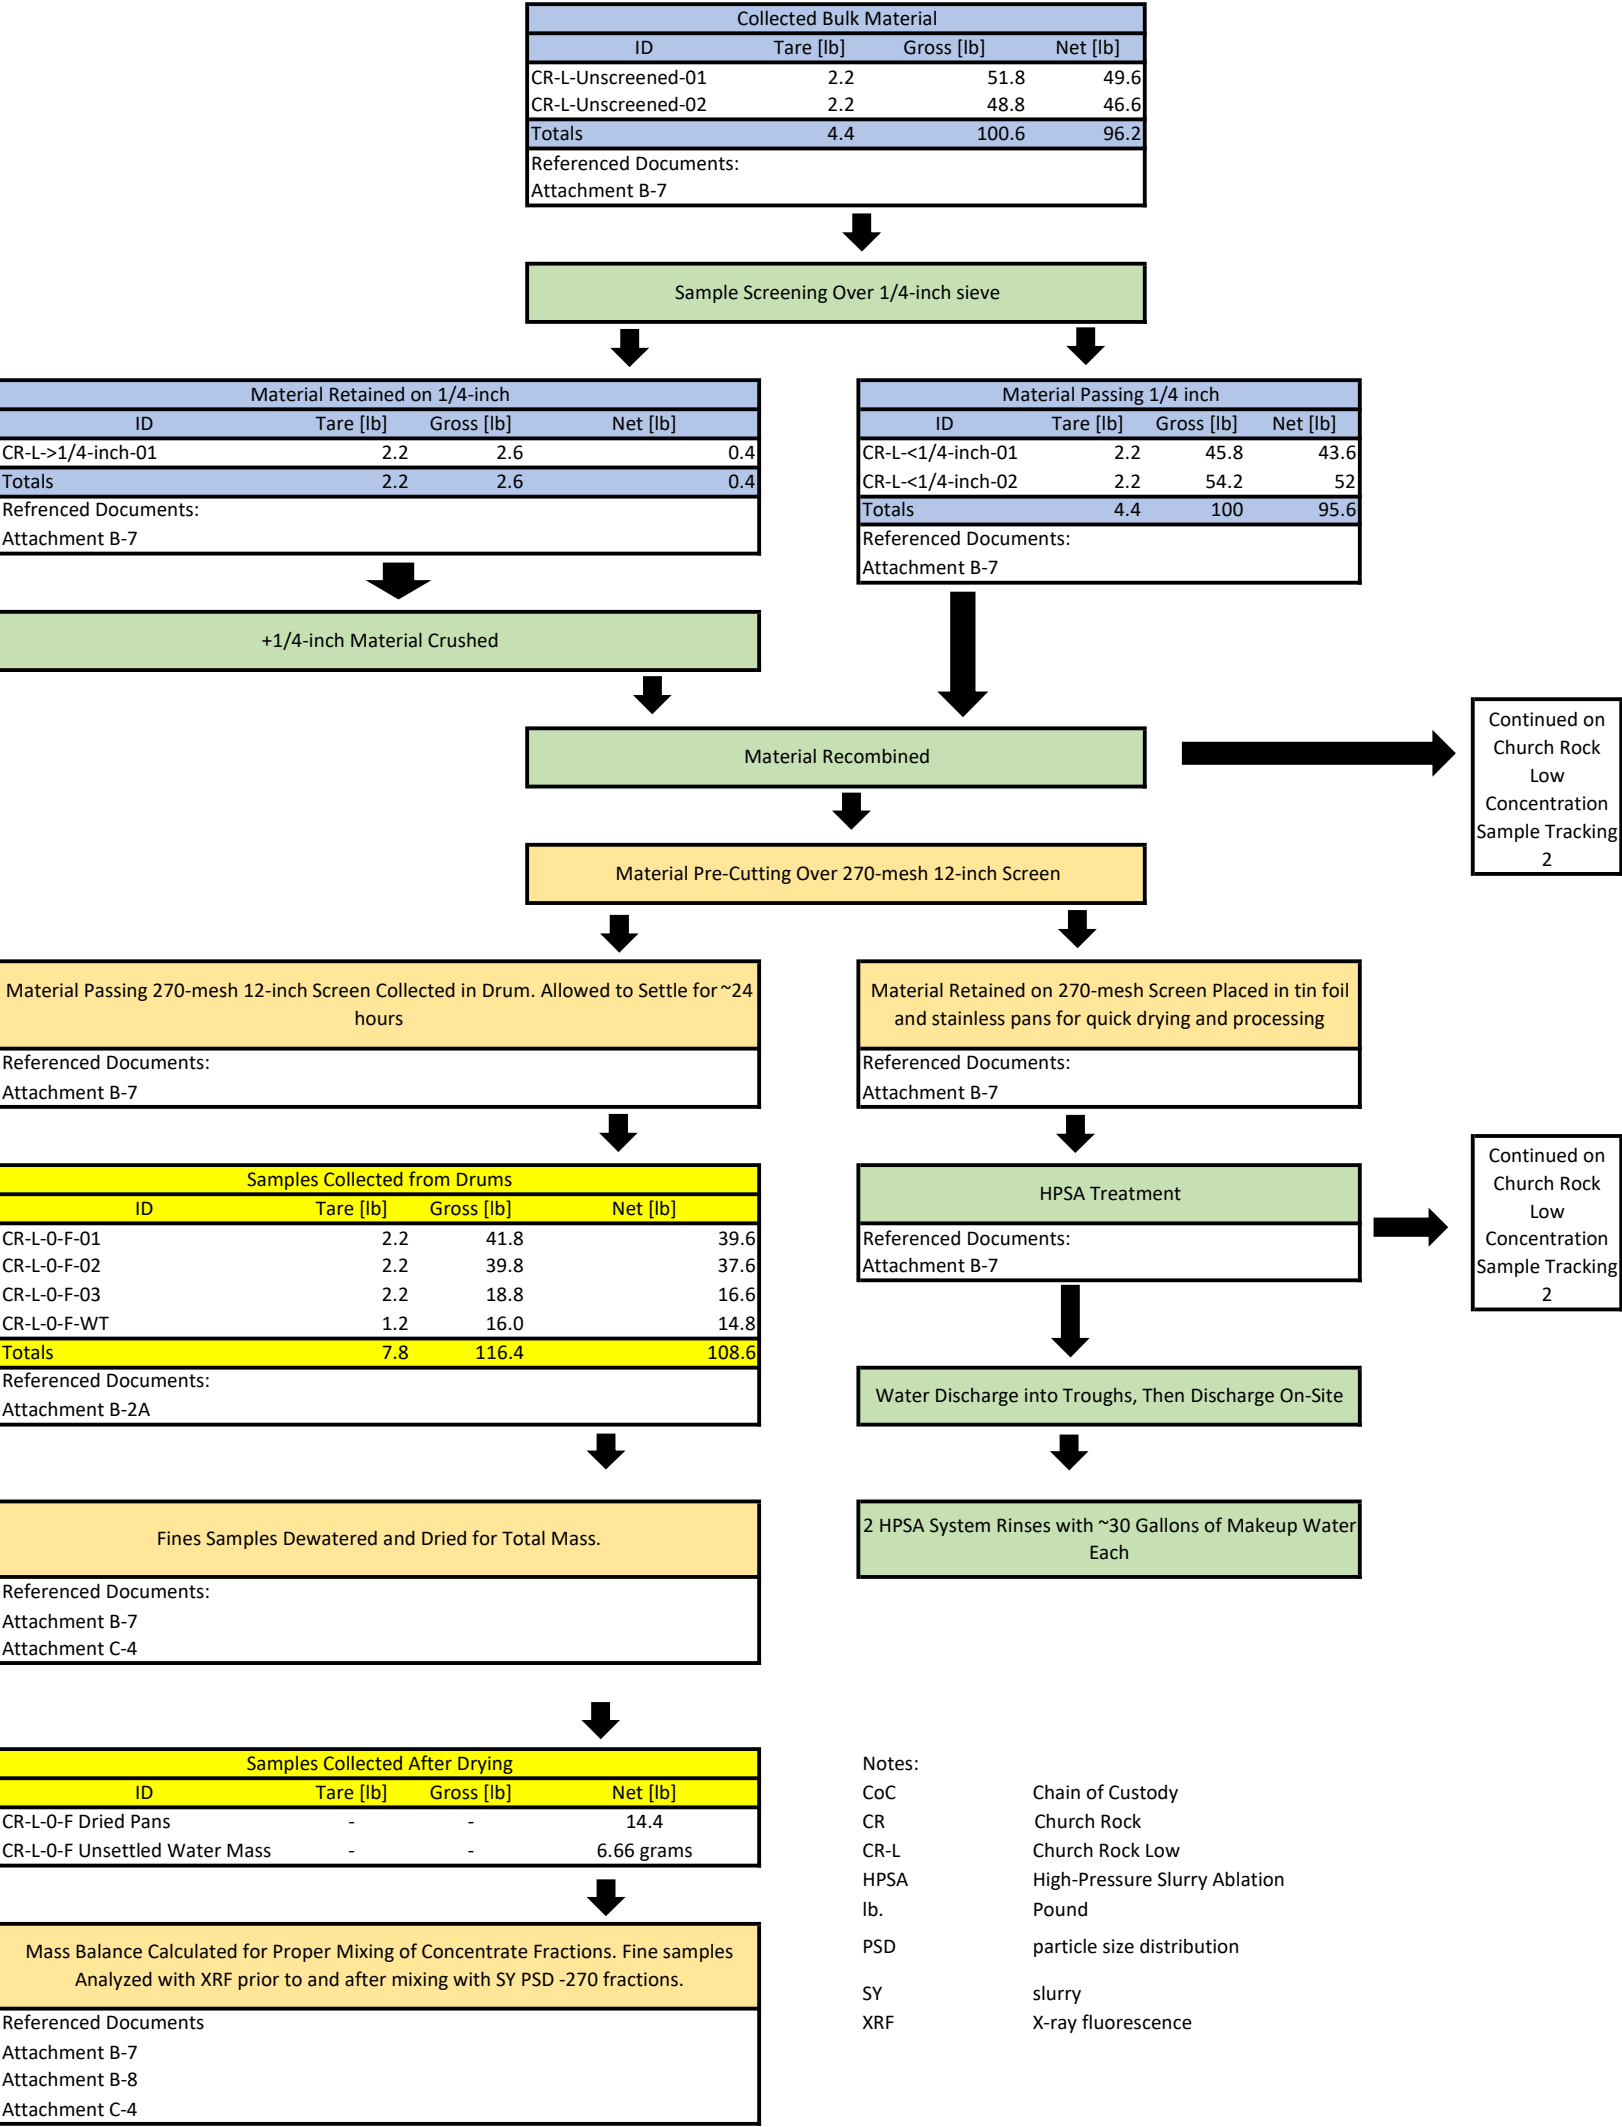 Collected Bulk Material
ID Tare [lb] Gross [lb] Net [lb]
CR-L-Unscreened-01 2.2 51.8 49.6
CR-L-Unscreened-02 2.2 48.8 46.6
Totals 4.4 100.6 96.2
Referenced Documents:
Attachment B-7
Sample Screening Over 1/4-inch sieve
Material Retained on 1/4-inch
ID Tare [lb] Gross [lb] Net [lb]
CR-L->1/4-inch-01 2.2 2.6 0.4
Totals 2.2 2.6 0.4
Refrenced Documents:
Attachment B-7
Material Passing 1/4 inch
ID Tare [lb] Gross [lb] Net [lb]
CR-L-<1/4-inch-01 2.2 45.8 43.6
CR-L-<1/4-inch-02 2.2 54.2 52
Totals 4.4 100 95.6
Referenced Documents:
Attachment B-7
+1/4-inch Material Crushed
Material Recombined
Continued on
Church Rock
Low
Concentration
Sample Tracking
2
Material Pre-Cutting Over 270-mesh 12-inch Screen
Material Passing 270-mesh 12-inch Screen Collected in Drum. Allowed to Settle for ~24
hours
Referenced Documents:
Attachment B-7
Material Retained on 270-mesh Screen Placed in tin foil
and stainless pans for quick drying and processing
Referenced Documents:
Attachment B-7
Samples Collected from Drums
ID Tare [lb] Gross [lb] Net [lb]
CR-L-0-F-01 2.2 41.8 39.6
CR-L-0-F-02 2.2 39.8 37.6
CR-L-0-F-03 2.2 18.8 16.6
CR-L-0-F-WT 1.2 16.0 14.8
Totals 7.8 116.4 108.6
Referenced Documents:
Attachment B-2A
HPSA Treatment
Referenced Documents:
Attachment B-7
Continued on
Church Rock
Low
Concentration
Sample Tracking
2
Water Discharge into Troughs, Then Discharge On-Site
Fines Samples Dewatered and Dried for Total Mass.
Referenced Documents:
Attachment B-7
Attachment C-4
2 HPSA System Rinses with ~30 Gallons of Makeup Water
Each
Samples Collected After Drying
ID Tare [lb] Gross [lb] Net [lb]
CR-L-0-F Dried Pans - - 14.4
CR-L-0-F Unsettled Water Mass - - 6.66 grams
Mass Balance Calculated for Proper Mixing of Concentrate Fractions. Fine samples
Analyzed with XRF prior to and after mixing with SY PSD -270 fractions.
Referenced Documents
Attachment B-7
Attachment B-8
Attachment C-4
Notes:
CoC Chain of Custody
CR Church Rock
CR-L Church Rock Low
HPSA High-Pressure Slurry Ablation
lb. Pound
PSD particle size distribution
SY slurry
XRF X-ray fluorescence